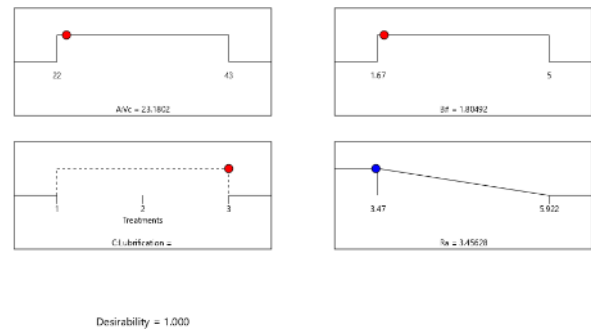 22 43
A:Vc = 23.1802
1.67 5
B:f = 1.80492
1 2 3
Treatments
C:Lubrification =
3.47 5.922
Ra = 3.45628
Desirability = 1.000